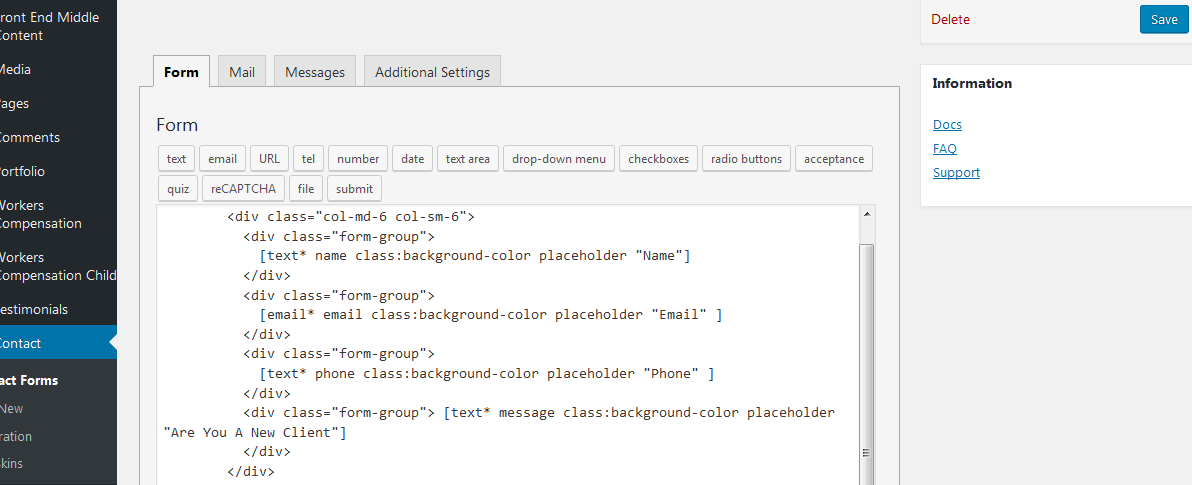 ront End Middle
ontent
Media
ages
omments
ortfolio
Workers
ompensation
Workers
ompensation Child
estimonials
ontact
act Forms
New
ration
kins
Form
Mail
Messages
Additional Settings
Form
text
email
URL
tel
number
date
text area
drop-down menu
checkboxes
radio buttons
acceptance
quiz
reCAPTCHA
file
submit
<div class="col-md-6 col-sm-6">
<div class="form-group">
[text* name class:background-color placeholder "Name"]
</div>
<div class="form-group">
[email* email class:background-color placeholder "Email" ]
</div>
<div class="form-group">
[text* phone class:background-color placeholder "Phone" ]
</div>
<div class="form-group"> [text* message class:background-color placeholder
"Are You A New Client"]
</div>
</div>
Delete
Save
Information
Docs
FAQ
Support